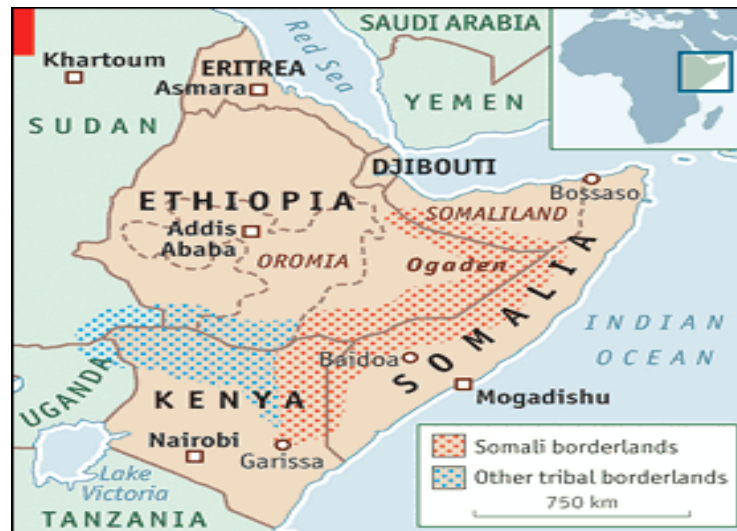 SAUDI ARABIA
Khartoum
Red Sea
ERITREA
Asmara
YEMEN
SUDAN
DJIBOUTI
Bossaso
ETHIOPIA
SOMALILAND
Addis
Ababa
OROMIA
Ogaden
SOMALIA
INDIAN
OCEAN
Baidoa
UGANDA
KENYA
Mogadishu
Nairobi
Garissa
Lake
Victoria
TANZANIA
Somali borderlands
Other tribal borderlands
750 km